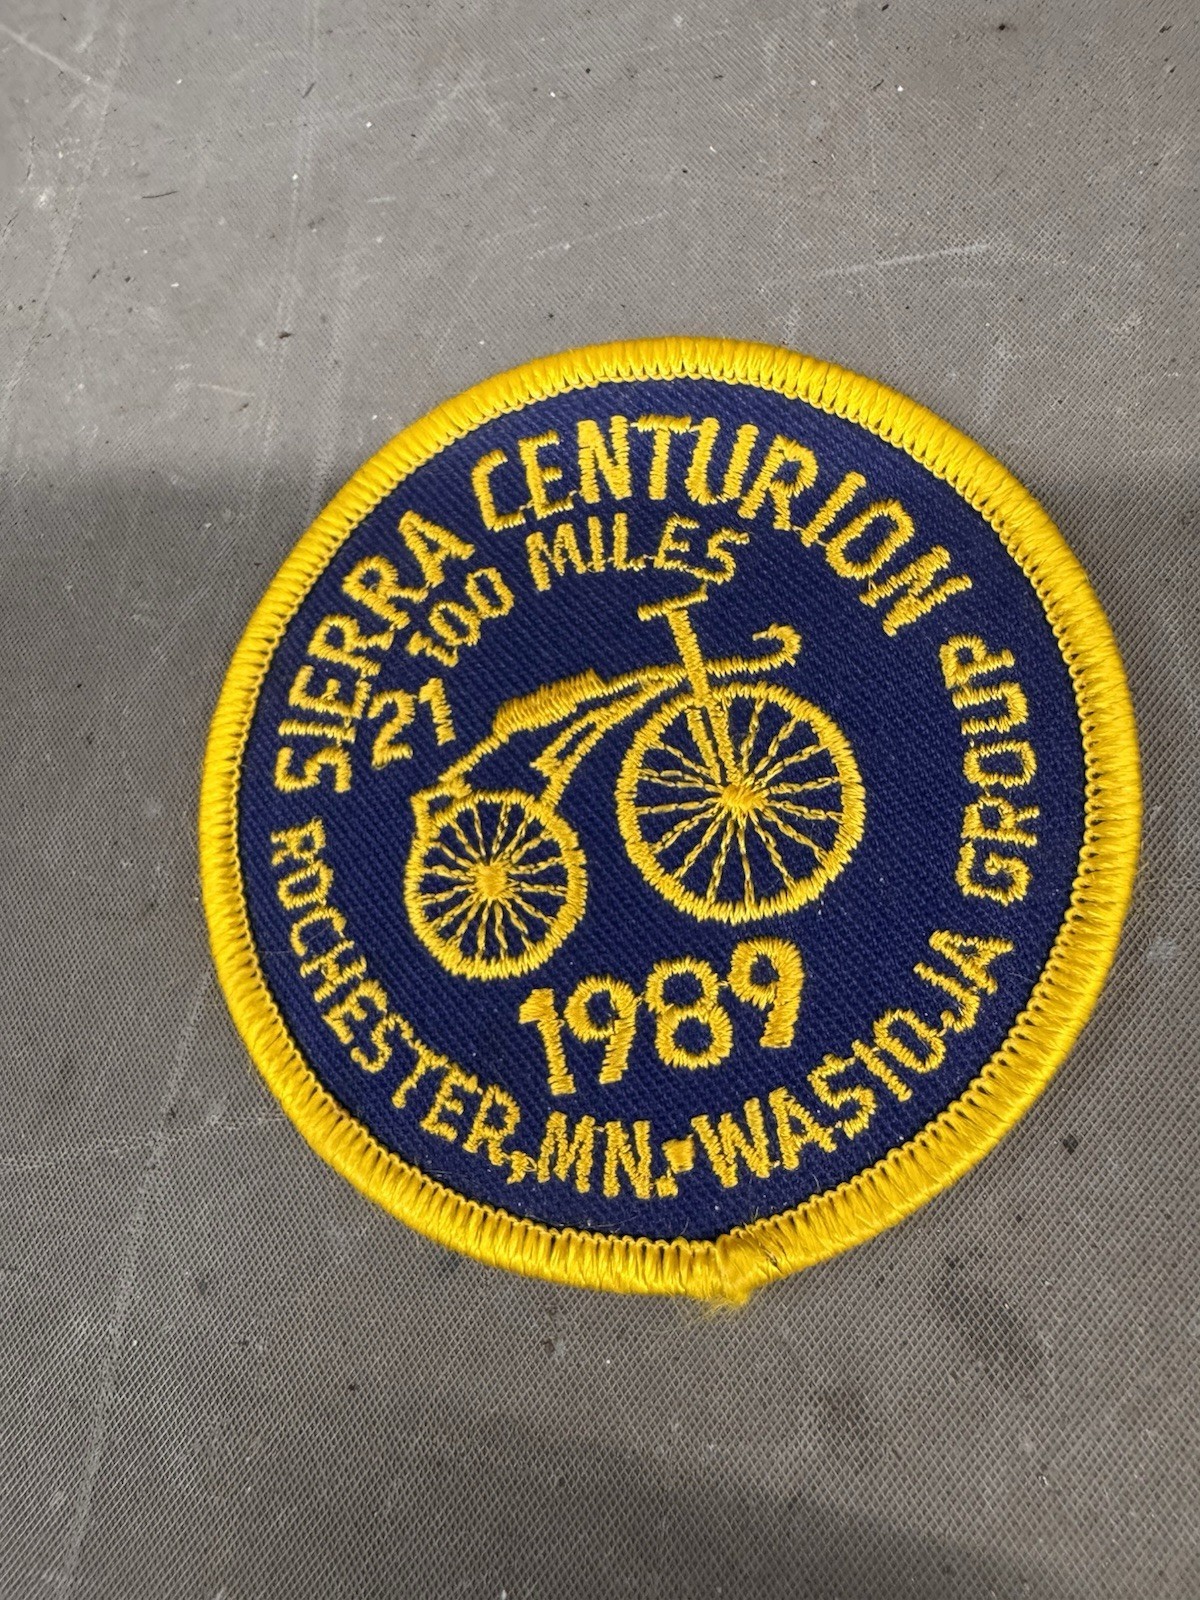 SIERRA CENTURION
100 MILES
21
1989
ROCHESTER, MN. WASIOJA GROUP